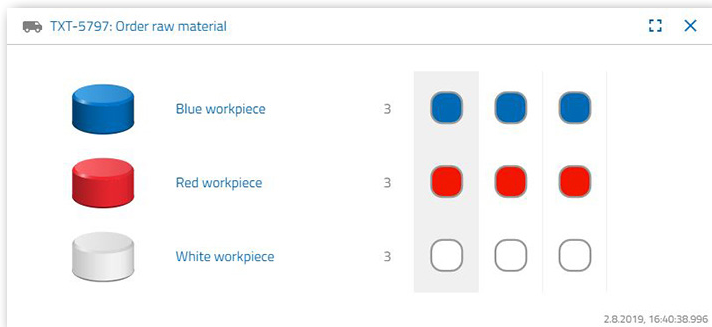 TXT-5797: Order raw material
Blue workpiece 3
Red workpiece 3
White workpiece 3
2.8.2019, 16:40:38.996